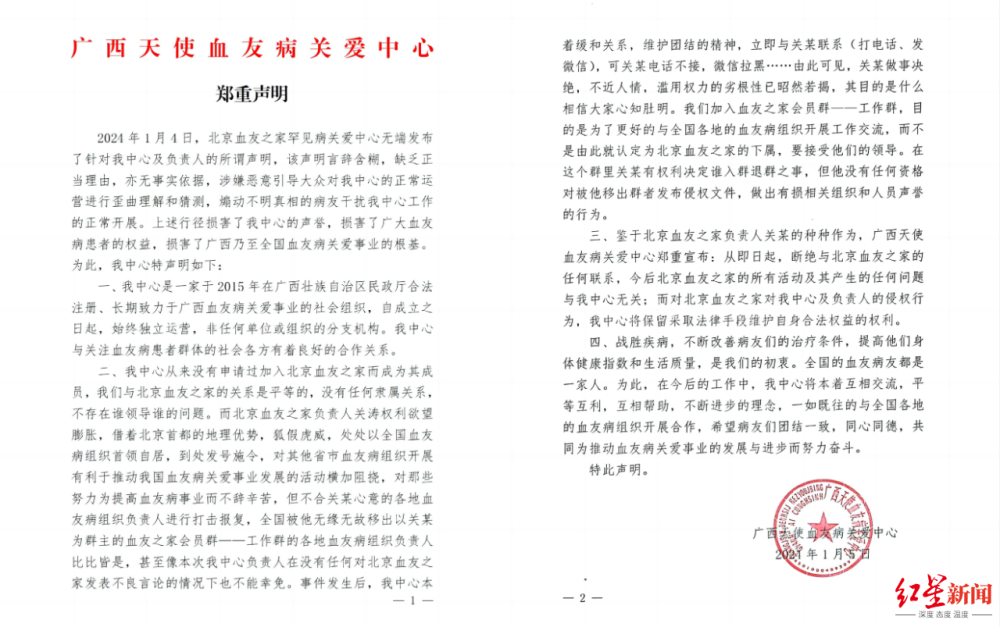 广西天使血友病关爱中心
郑重声明
2024年1月4日，北京血友之家罕见病关爱中心无端发布
了针对我中心及负责人的所谓声明，该声明言辞含糊，缺乏正
当理由，亦无事实依据，涉嫌恶意引导大众对我中心的正常运
营进行歪曲理解和猜测，煽动不明真相的病友干扰我中心工作
的正常开展。上述行径损害了我中心的声誉，损害了广大血友
病患者的权益，损害了广西乃至全国血友病关爱事业的根基。
为此，我中心特声明如下：
一、我中心是一家于2015年在广西壮族自治区民政厅合法
注册、长期致力于广西血友病关爱事业的社会组织，自成立之
日起，始终独立运营，非任何单位或组织的分支机构。我中心
与关注血友病患者群体的社会各方有着良好的合作关系。
二、我中心从来没有申请过加入北京血友之家而成为其成
员，我们与北京血友之家的关系是平等的，没有任何隶属关系，
不存在谁领导谁的问题。而北京血友之家负责人关涛权利欲望
膨胀，借着北京首都的地理优势，狐假虎威，处处以全国血友
病组织首领自居，到处发号施令，对其他省市血友病组织开展
有利于推动我国血友病关爱事业发展的活动横加阻挠，对那些
努力为提高血友病事业而不辞辛苦，但不合关某心意的各地血
友病组织负责人进行打击报复，全国被他无缘无故移出以关某
为群主的血友之家会员群——工作群的各地血友病组织负责人
比比皆是，甚至像本次我中心负责人在没有任何对北京血友之
家发表不良言论的情况下也不能幸免。事件发生后，我中心本
— 1 —
着缓和关系，维护团结的精神，立即与关某联系（打电话、发
微信），可关某电话不接，微信拉黑……由此可见，关某做事决
绝，不近人情，滥用权力的劣根性已昭然若揭，其目的是什么
相信大家心知肚明。我们加入血友之家会员群——工作群，目
的是为了更好的与全国各地的血友病组织开展工作交流，而不
是由此就认定为北京血友之家的下属，要接受他们的领导。在
这个群里关某有权利决定谁入群退群之事，但他没有任何资格
对被他移出群者发布侵权文件，做出有损相关组织和人员声誉
的行为。
三、鉴于北京血友之家负责人关某的种种作为，广西天使
血友病关爱中心郑重宣布：从即日起，断绝与北京血友之家的
任何联系，今后北京血友之家的所有活动及其产生的任何问题
与我中心无关；而对北京血友之家对我中心及负责人的侵权行
为，我中心将保留采取法律手段维护自身合法权益的权利。
四、战胜疾病，不断改善病友们的治疗条件，提高他们身
体健康指数和生活质量，是我们的初衷。全国的血友病友都是
一家人。为此，在今后的工作中，我中心将本着互相交流，平
等互利，互相帮助，不断进步的理念，一如既往的与全国各地
的血友病组织开展合作，希望病友们团结一致，同心同德，共
同为推动血友病关爱事业的发展与进步而努力奋斗。
特此声明。
广西天使血友病关爱中心
2021年1月5日
— 2 —
红星新闻
深度 态度 温度